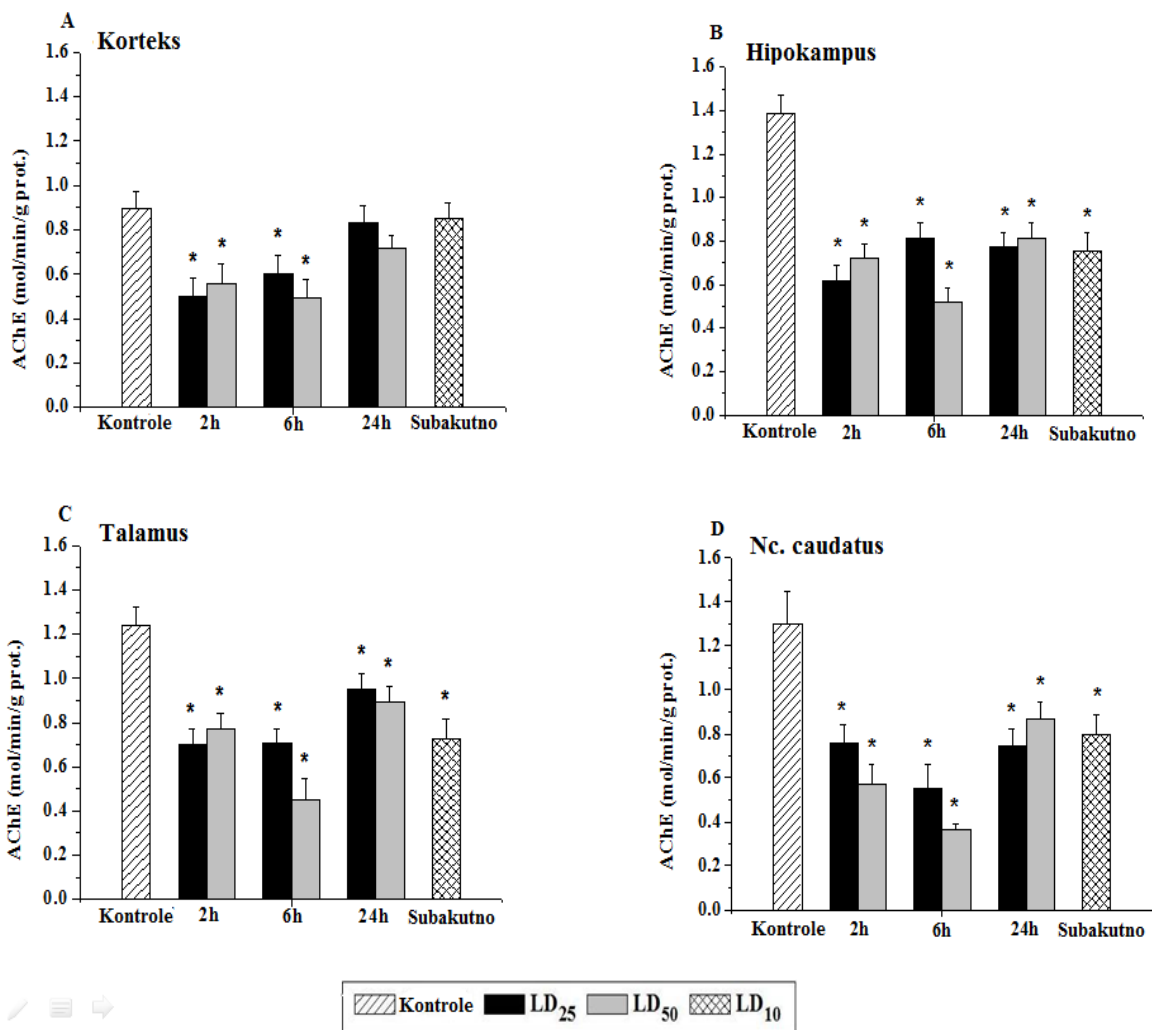 A
Korteks
AChE (mol/min/g prot.)
1.6
1.4
1.2
1.0
0.8
0.6
0.4
0.2
0.0
* * * *
Kontrole 2h 6h 24h Subakutno
B
Hipokampus
AChE (mol/min/g prot.)
1.6
1.4
1.2
1.0
0.8
0.6
0.4
0.2
0.0
* * * * * * *
Kontrole 2h 6h 24h Subakutno
C
Talamus
AChE (mol/min/g prot.)
1.6
1.4
1.2
1.0
0.8
0.6
0.4
0.2
0.0
* * * * * * *
Kontrole 2h 6h 24h Subakutno
D
Nc. caudatus
AChE (mol/min/g prot.)
1.6
1.4
1.2
1.0
0.8
0.6
0.4
0.2
0.0
* * * * * * *
Kontrole 2h 6h 24h Subakutno
Kontrole LD25 LD50 LD10